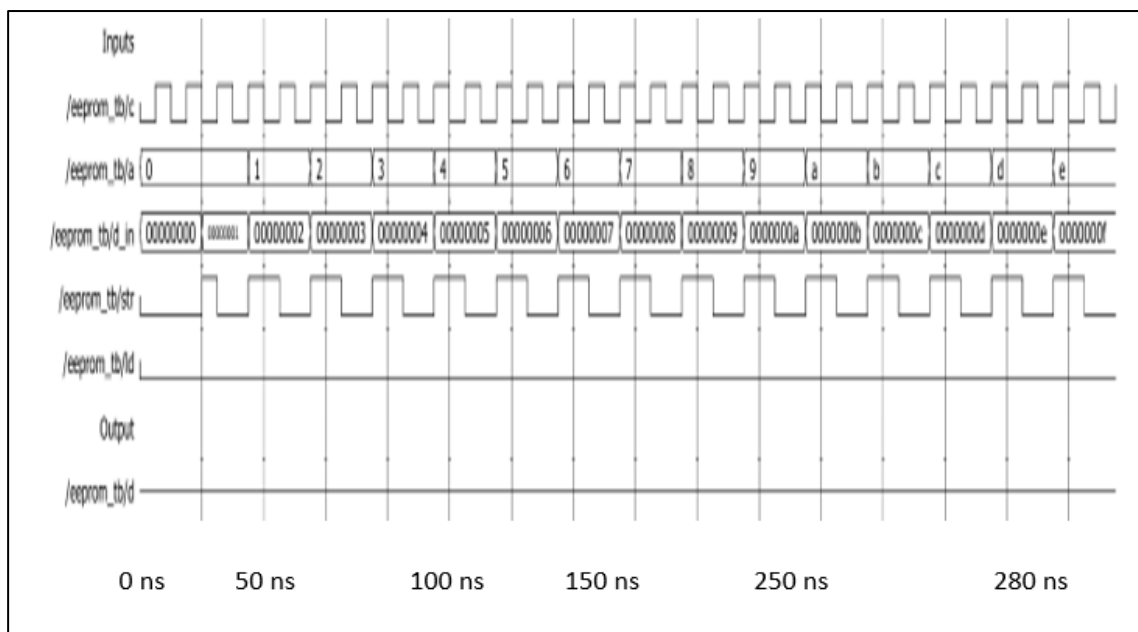 Inputs
/eeprom_tb/c
/eeprom_tb/a 0 1 2 3 4 5 6 7 8 9 a b c d e
/eeprom_tb/d_in 00000000 00000001 00000002 00000003 00000004 00000005 00000006 00000007 00000008 00000009 0000000a 0000000b 0000000c 0000000d 0000000e 0000000f
/eeprom_tb/str
/eeprom_tb/ld
Output
/eeprom_tb/d
0 ns 50 ns 100 ns 150 ns 250 ns 280 ns